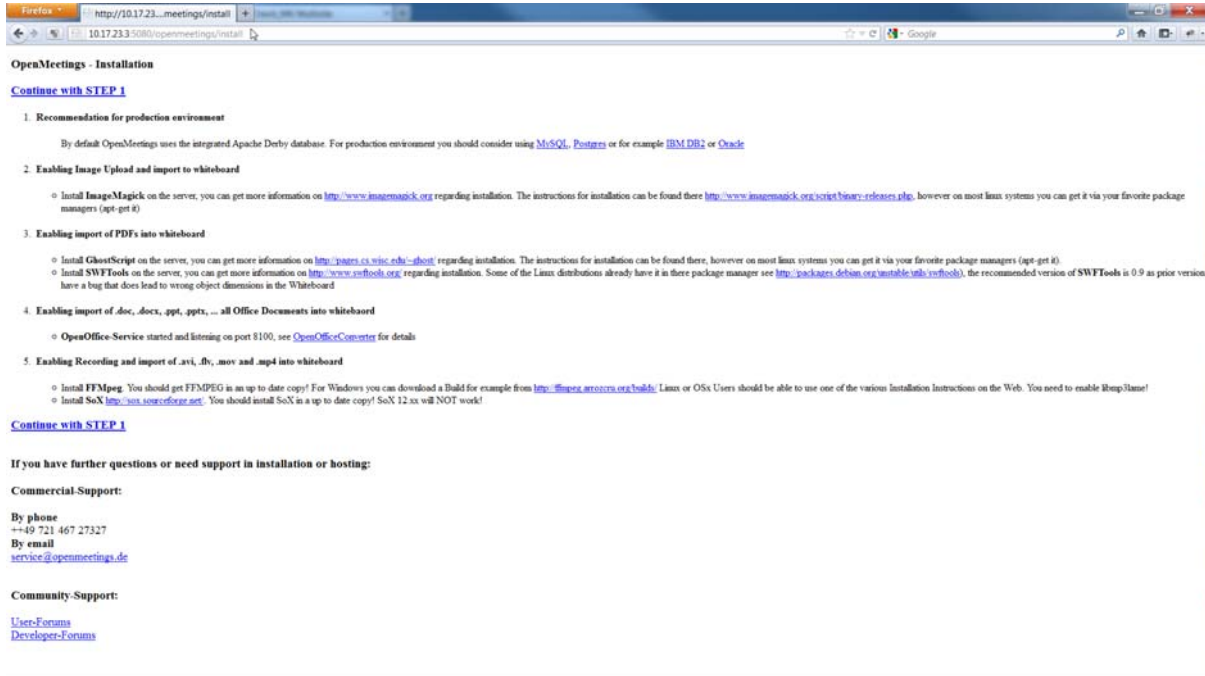 Firefox
http://10.17.23....meetings/install
10.17.23.3:5080/openmeetings/install
Google
OpenMeetings - Installation
Continue with STEP 1
1. Recommendation for production environment
By default OpenMeetings uses the integrated Apache Derby database. For production environment you should consider using MySQL, Postgres or for example IBM DB2 or Oracle
2. Enabling Image Upload and import to whiteboard
Install ImageMagick on the server, you can get more information on http://www.imagemagick.org regarding installation. The instructions for installation can be found there http://www.imagemagick.org/script/binary-releases.php, however on most linux systems you can get it via your favorite package
managers (apt-get it)
3. Enabling import of PDFs into whiteboard
Install GhostScript on the server, you can get more information on http://pages.cs.wisc.edu/~ghost/ regarding installation. The instructions for installation can be found there, however on most linux systems you can get it via your favorite package managers (apt-get it)
Install SWFTools on the server, you can get more information on http://www.swftools.org/ regarding installation. Some of the Linux distributions already have it in there package manager see http://packages.debian.org/unstable/utils/swftools), the recommended version of SWFTools is 0.9 as prior version
have a bug that does lead to wrong object dimensions in the Whiteboard
4. Enabling import of .doc, .docx, .ppt, .pptx, ... all Office Documents into whitebaord
OpenOffice-Service started and listening on port 8100, see OpenOfficeConverter for details
5. Enabling Recording and import of .avi, .flv, .mov and .mp4 into whiteboard
Install FFMpeg. You should get FFMPEG in an up to date copy! For Windows you can download a Build for example from http://ffmpeg.arrozcru.org/builds/ Linux or OSx Users should be able to use one of the various Installation Instructions on the Web. You need to enable libmp3lame!
Install SoX http://sox.sourceforge.net/. You should install SoX in a up to date copy! SoX 12.xx will NOT work!
Continue with STEP 1
If you have further questions or need support in installation or hosting:
Commercial-Support:
By phone
++49 721 467 27327
By email
service@openmeetings.de
Community-Support:
User-Forums
Developer-Forums